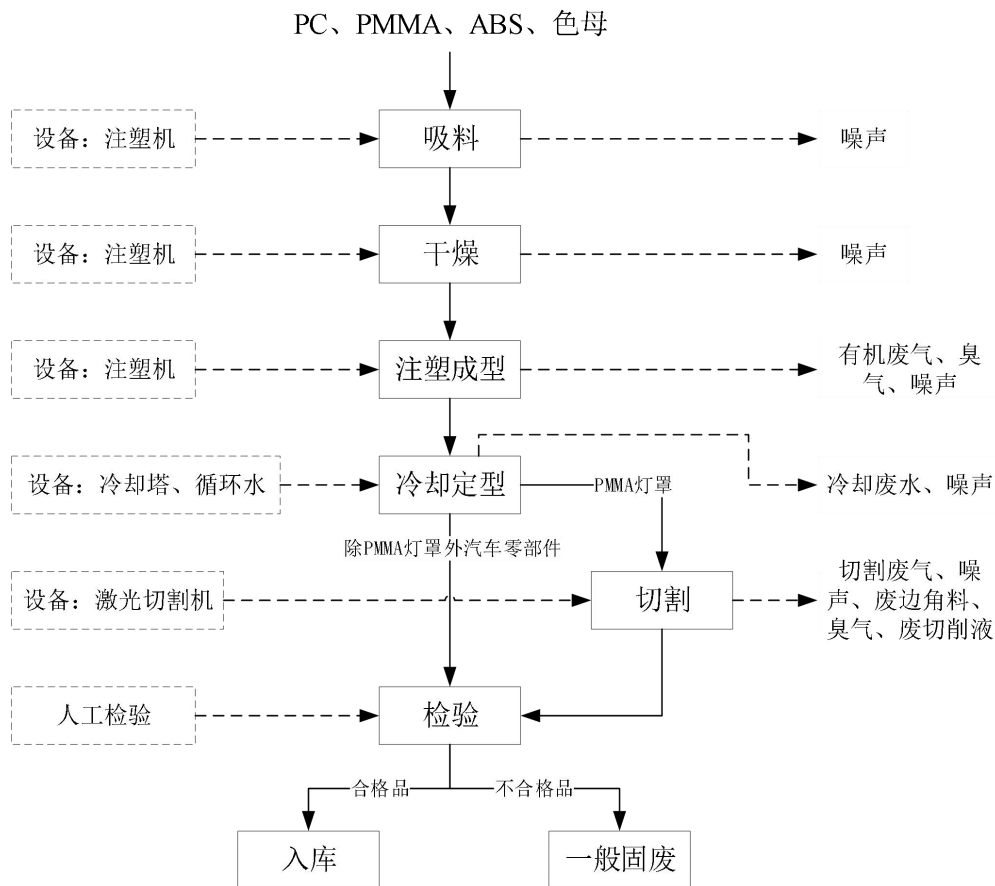 PC、PMMA、ABS、色母
设备：注塑机
吸料
噪声
设备：注塑机
干燥
噪声
设备：注塑机
注塑成型
有机废气、臭
气、噪声
设备：冷却塔、循环水
冷却定型
PMMA灯罩
冷却废水、噪声
除PMMA灯罩外汽车零部件
设备：激光切割机
切割
切割废气、噪
声、废边角料、
臭气、废切削液
人工检验
检验
合格品
不合格品
入库
一般固废